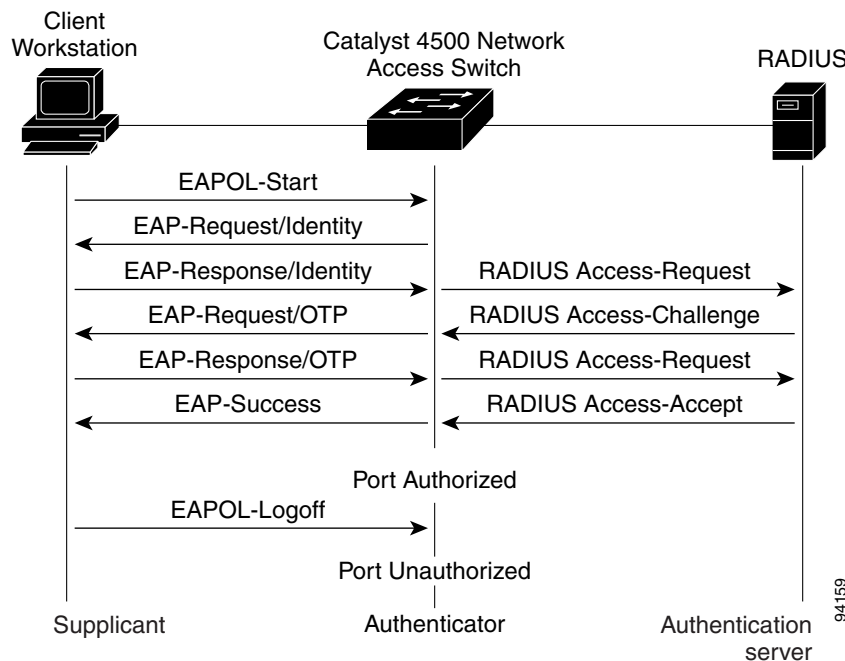 Client
Workstation
Catalyst 4500 Network
Access Switch
RADIUS
EAPOL-Start
EAP-Request/Identity
EAP-Response/Identity
RADIUS Access-Request
EAP-Request/OTP
RADIUS Access-Challenge
EAP-Response/OTP
RADIUS Access-Request
EAP-Success
RADIUS Access-Accept
Port Authorized
EAPOL-Logoff
Port Unauthorized
Supplicant
Authenticator
Authentication
server
94159